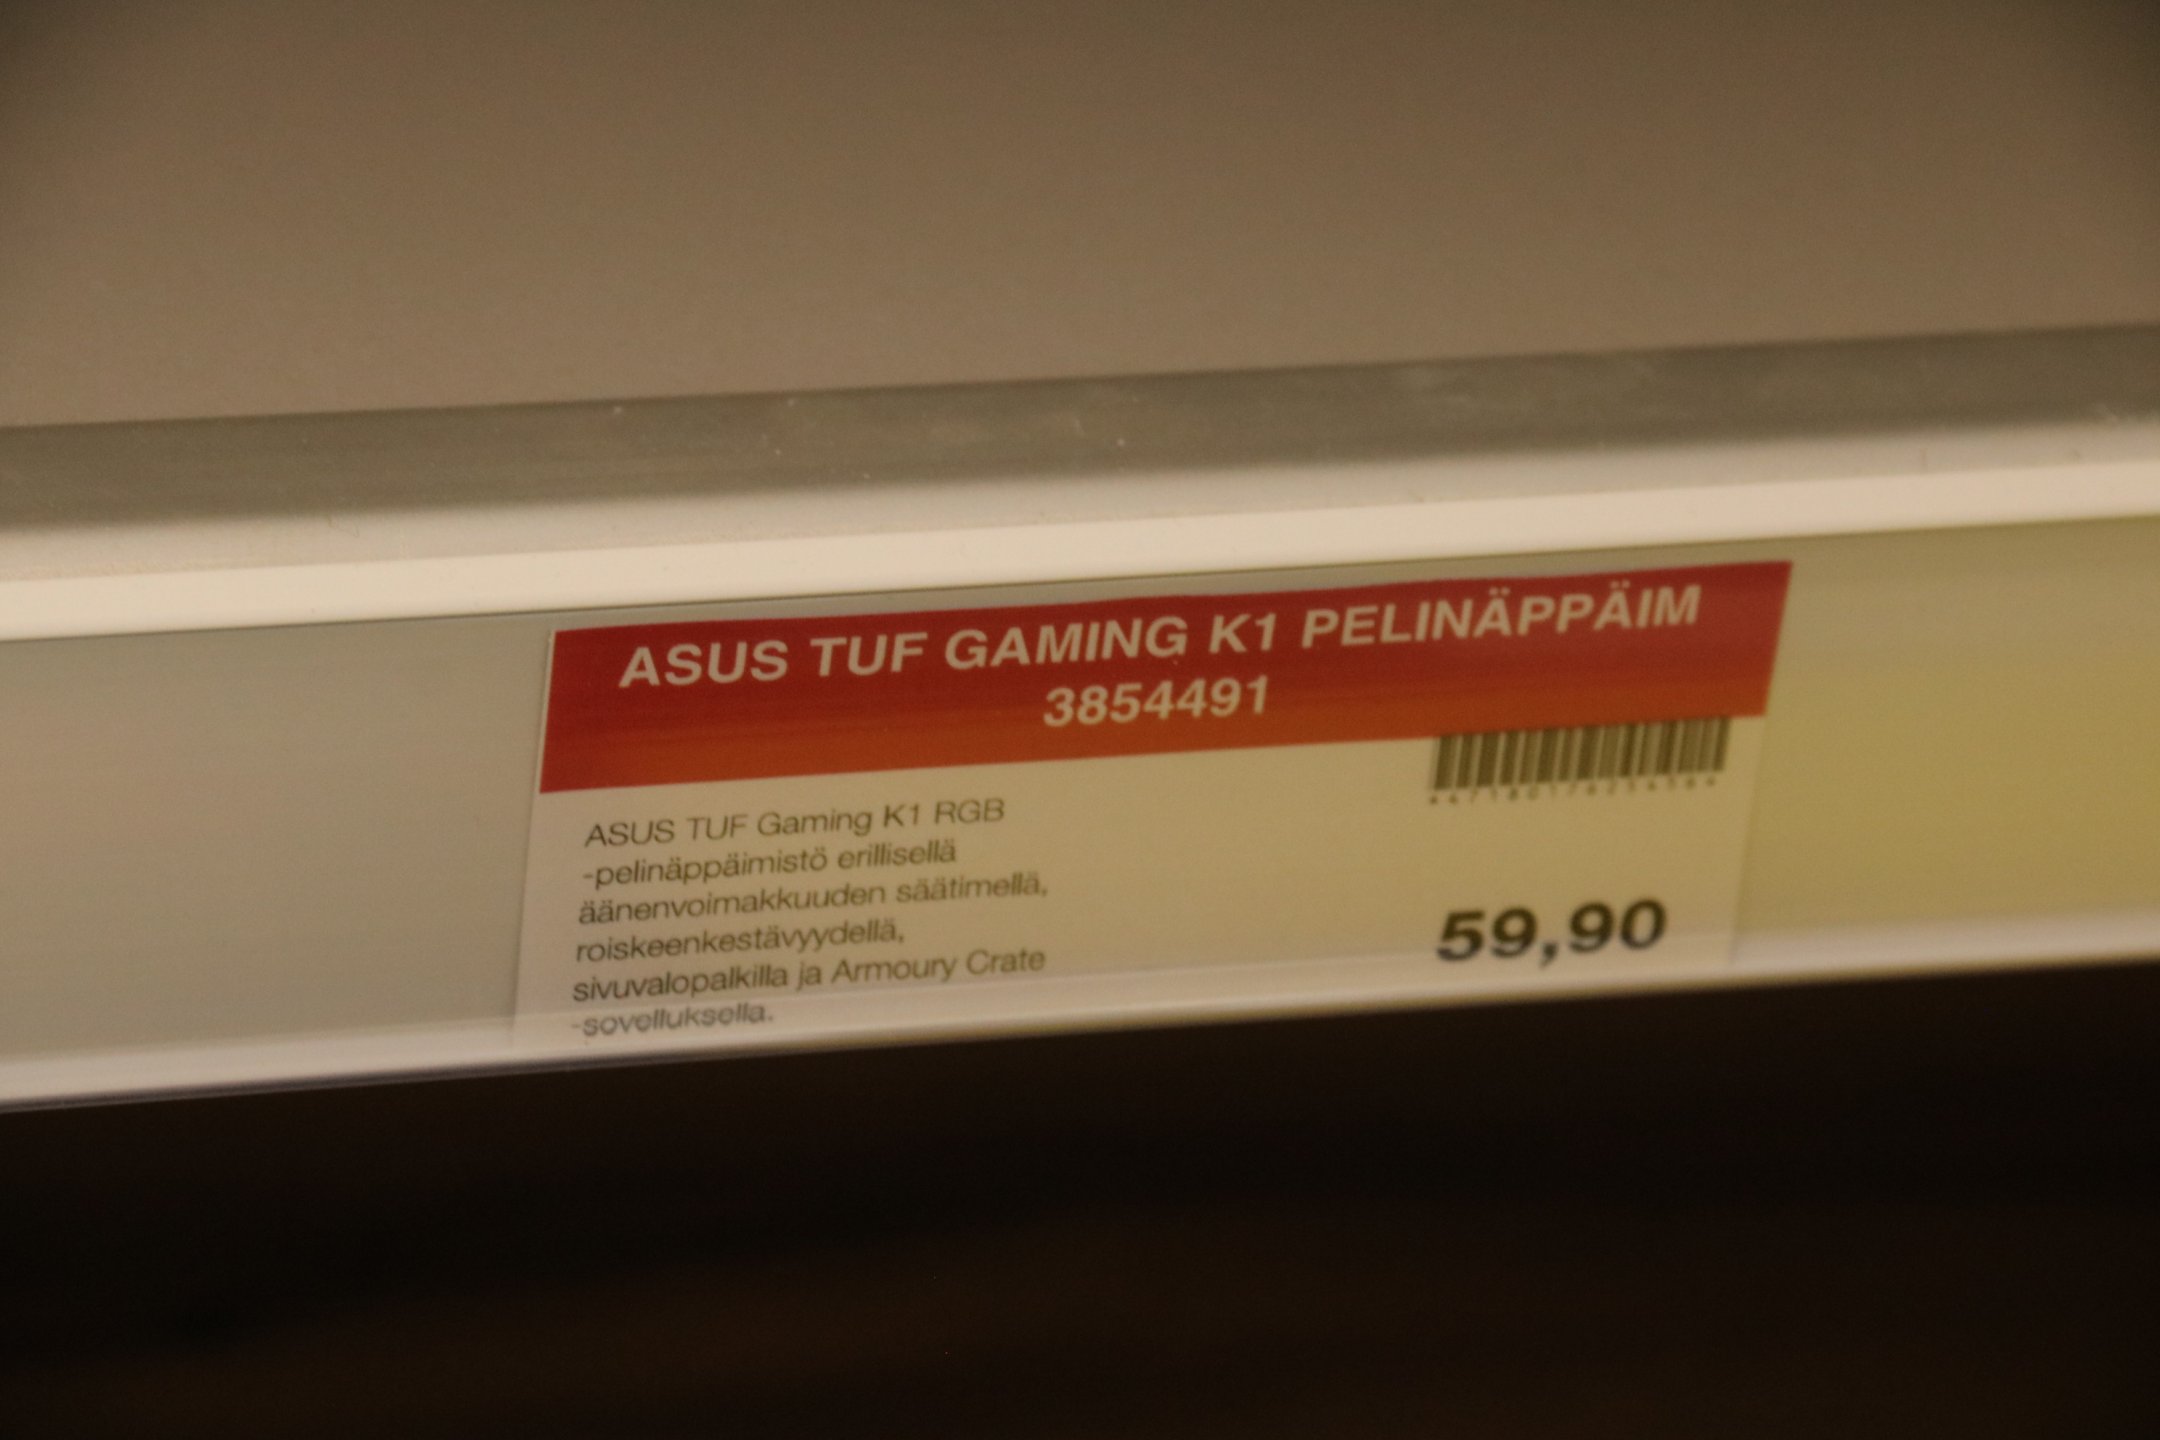 ASUS TUF GAMING K1 PELINÄPPÄIM
3854491
ASUS TUF Gaming K1 RGB
-pelinäppäimistö erillisellä
äänenvoimakkuuden säätimellä,
roiskeenkestävyydellä,
sivuvalopalkilla ja Armoury Crate
-sovelluksella.
59,90